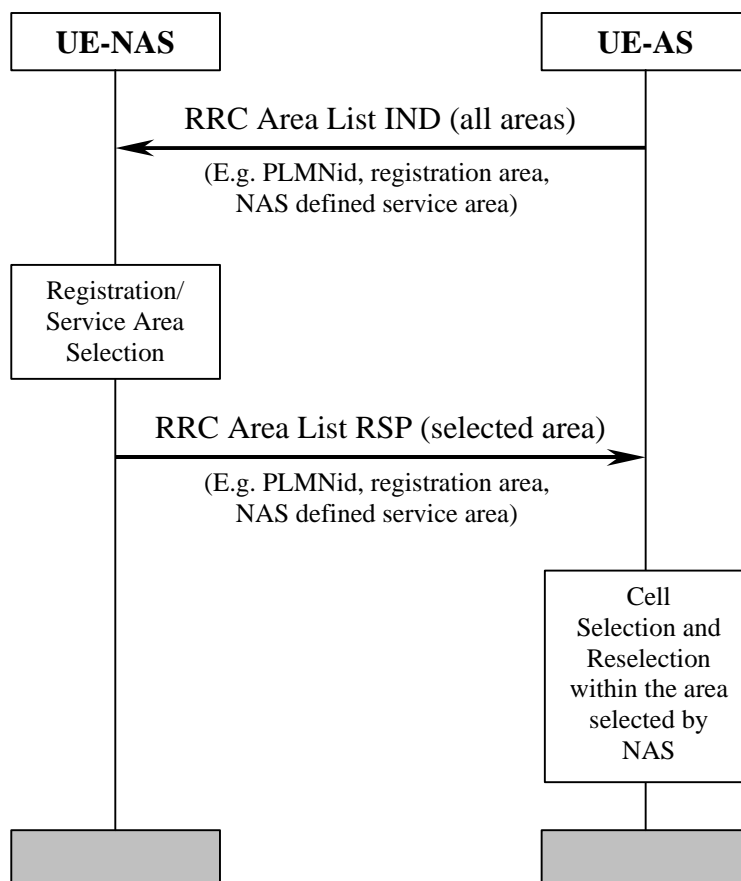 UE-NAS
UE-AS
RRC Area List IND (all areas)
(E.g. PLMNid, registration area,
NAS defined service area)
Registration/
Service Area
Selection
RRC Area List RSP (selected area)
(E.g. PLMNid, registration area,
NAS defined service area)
Cell
Selection and
Reselection
within the area
selected by
NAS